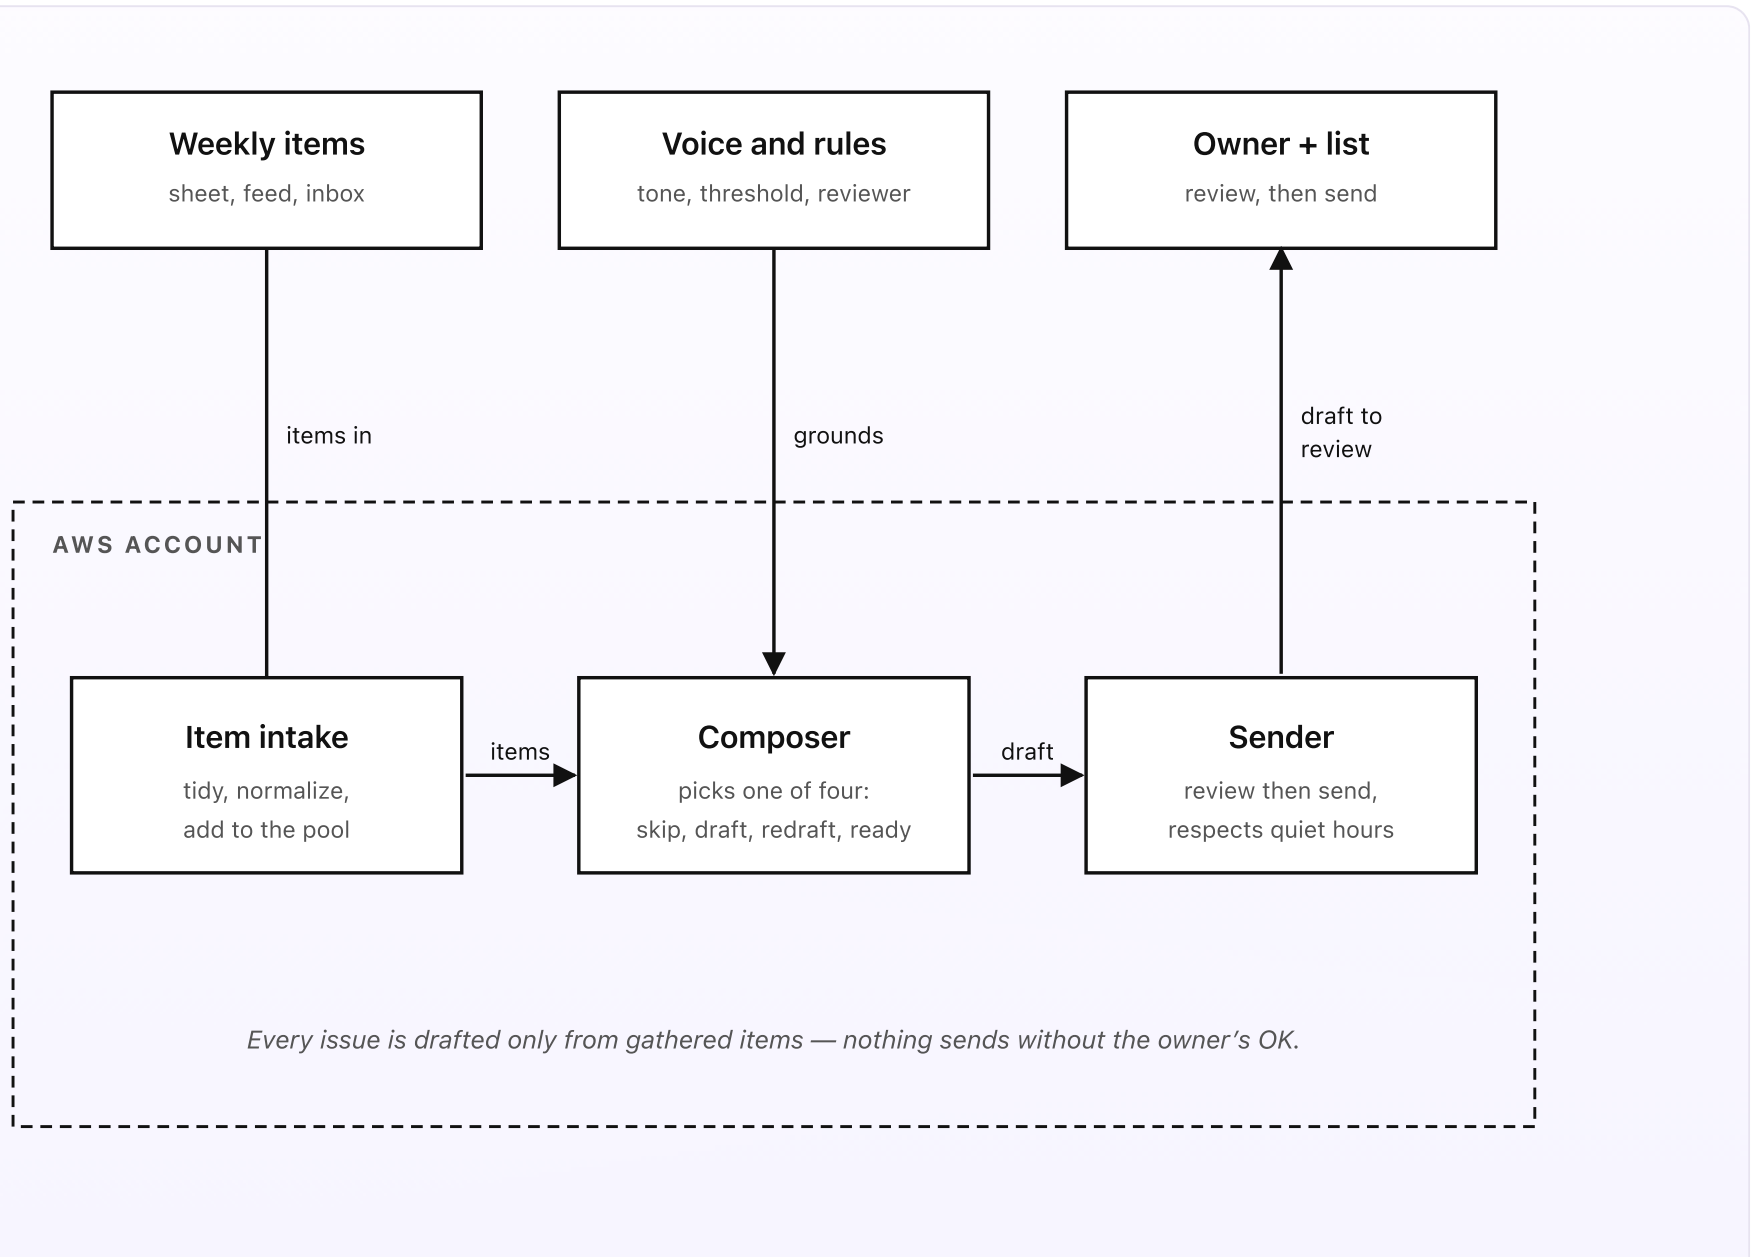 Weekly items
sheet, feed, inbox
Voice and rules
tone, threshold, reviewer
Owner + list
review, then send
items in
grounds
draft to
review
AWS ACCOUNT
Item intake
tidy, normalize,
add to the pool
items
Composer
picks one of four:
skip, draft, redraft, ready
draft
Sender
review then send,
respects quiet hours
Every issue is drafted only from gathered items — nothing sends without the owner’s OK.